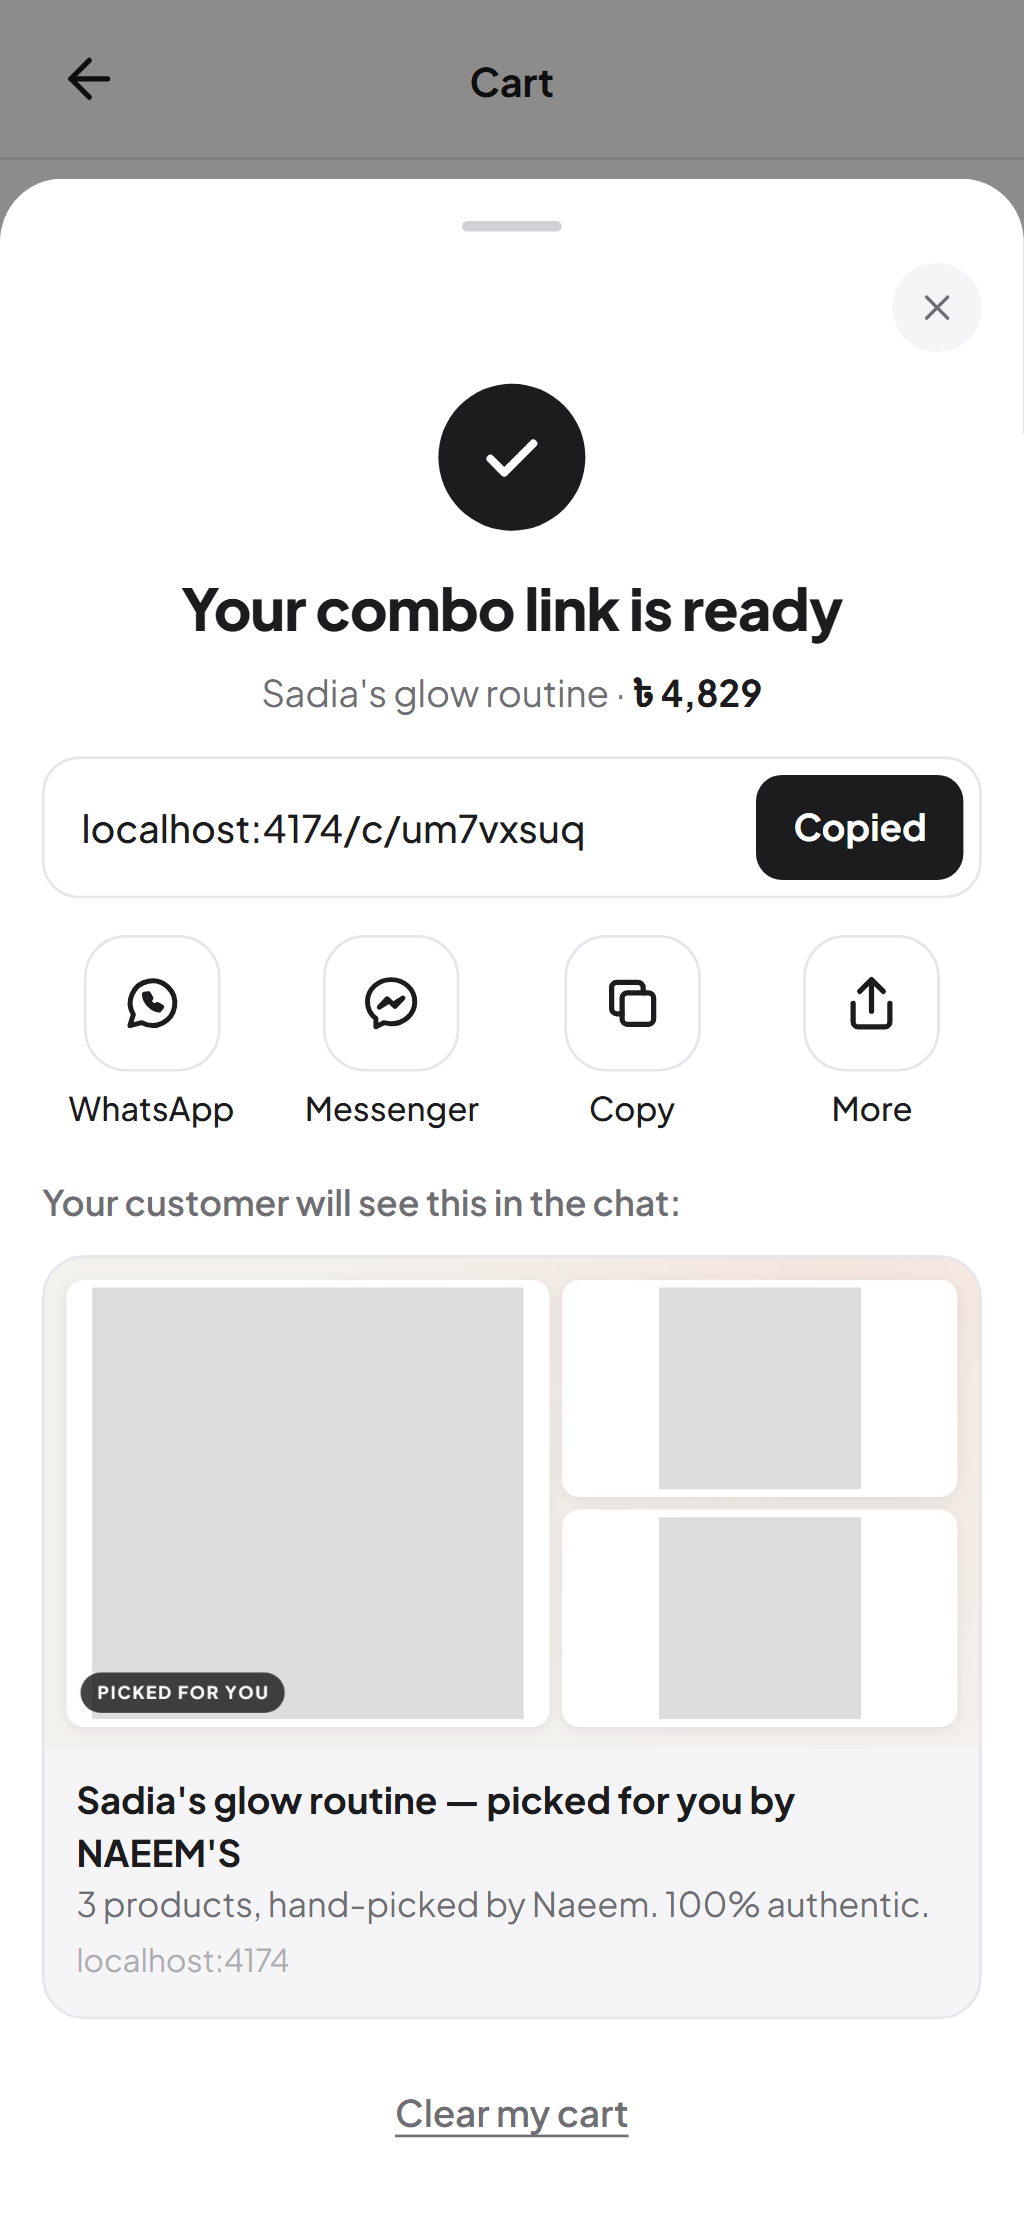 Cart
Your combo link is ready
Sadia's glow routine · ৳ 4,829
localhost:4174/c/um7vxsuq
Copied
WhatsApp
Messenger
Copy
More
Your customer will see this in the chat:
PICKED FOR YOU
Sadia's glow routine — picked for you by
NAEEM'S
3 products, hand-picked by Naeem. 100% authentic.
localhost:4174
Clear my cart